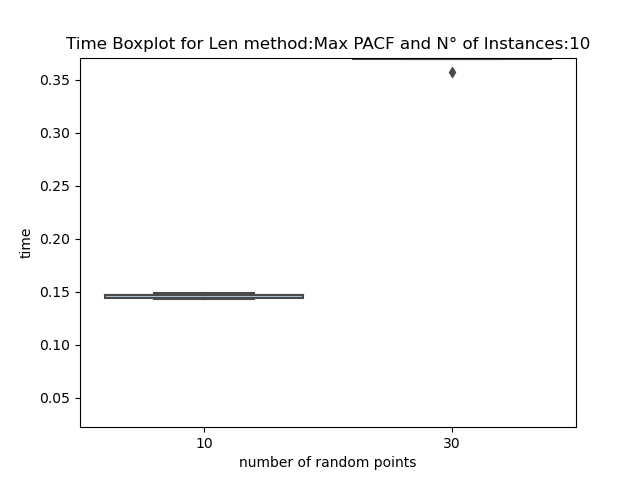 Time Boxplot for Len method:Max PACF and N° of Instances:10
0.35
0.30
0.25
0.20
0.15
0.10
0.05
time
10 30
number of random points